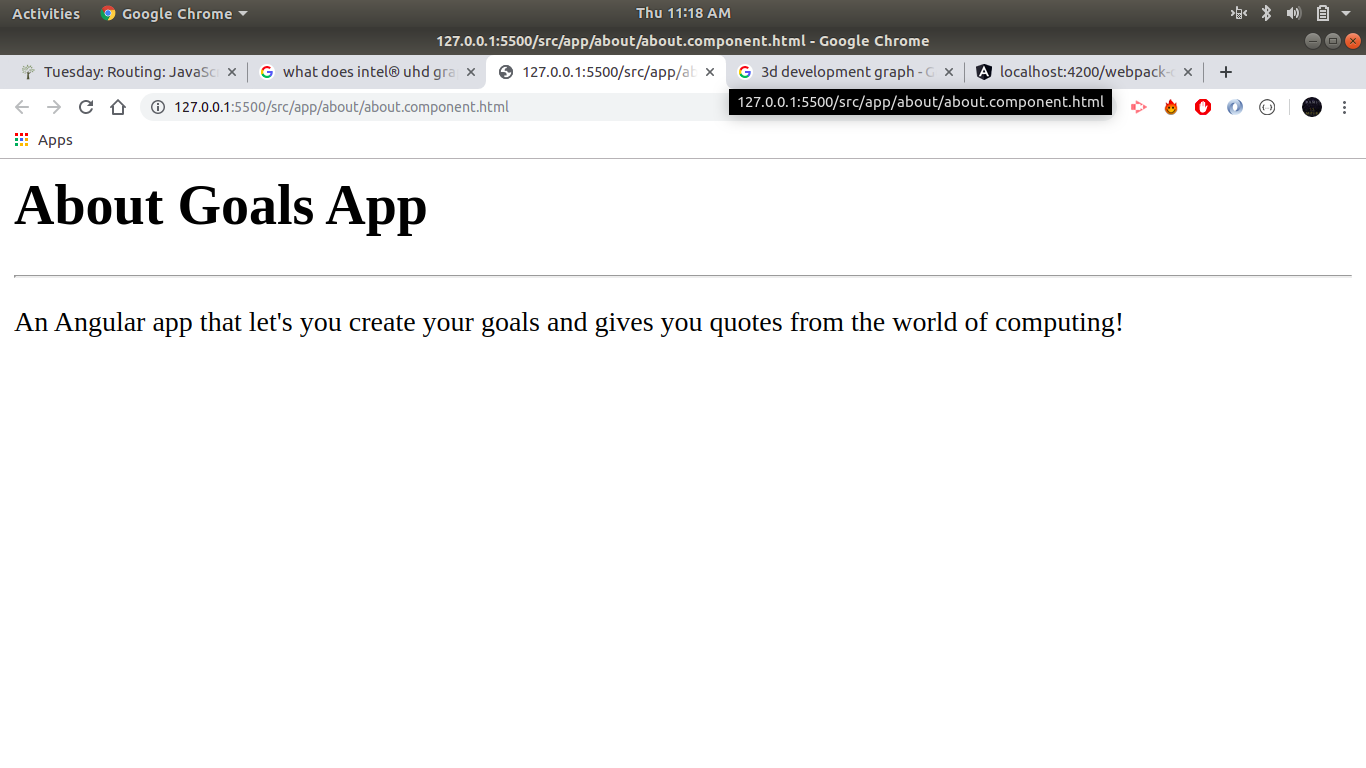 Activities Google Chrome Thu 11:18 AM
127.0.0.1:5500/src/app/about/about.component.html - Google Chrome
Tuesday: Routing: JavaSc what does intel® uhd gra 127.0.0.1:5500/src/app/ab 3d development graph - G localhost:4200/webpack-
127.0.0.1:5500/src/app/about/about.component.html
127.0.0.1:5500/src/app/about/about.component.html
Apps
About Goals App
An Angular app that let's you create your goals and gives you quotes from the world of computing!